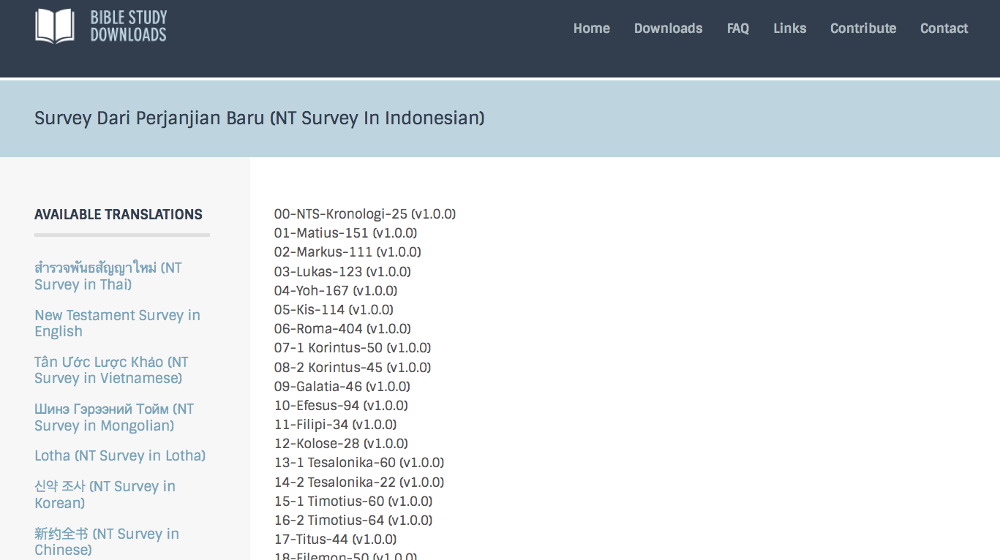 BIBLE STUDY
DOWNLOADS
Home Downloads FAQ Links Contribute Contact
Survey Dari Perjanjian Baru (NT Survey In Indonesian)
AVAILABLE TRANSLATIONS
สำรวจพันธสัญญาใหม่ (NT
Survey in Thai)
New Testament Survey in
English
Tân Ước Lược Khảo (NT
Survey in Vietnamese)
Шинэ Гэрээний Тойм (NT
Survey in Mongolian)
Lotha (NT Survey in Lotha)
신약 조사 (NT Survey in
Korean)
新约全书 (NT Survey in
Chinese)
00-NTS-Kronologi-25 (v1.0.0)
01-Matius-151 (v1.0.0)
02-Markus-111 (v1.0.0)
03-Lukas-123 (v1.0.0)
04-Yoh-167 (v1.0.0)
05-Kis-114 (v1.0.0)
06-Roma-404 (v1.0.0)
07-1 Korintus-50 (v1.0.0)
08-2 Korintus-45 (v1.0.0)
09-Galatia-46 (v1.0.0)
10-Efesus-94 (v1.0.0)
11-Filipi-34 (v1.0.0)
12-Kolose-28 (v1.0.0)
13-1 Tesalonika-60 (v1.0.0)
14-2 Tesalonika-22 (v1.0.0)
15-1 Timotius-60 (v1.0.0)
16-2 Timotius-64 (v1.0.0)
17-Titus-44 (v1.0.0)
18-Filemon-50 (v1.0.0)